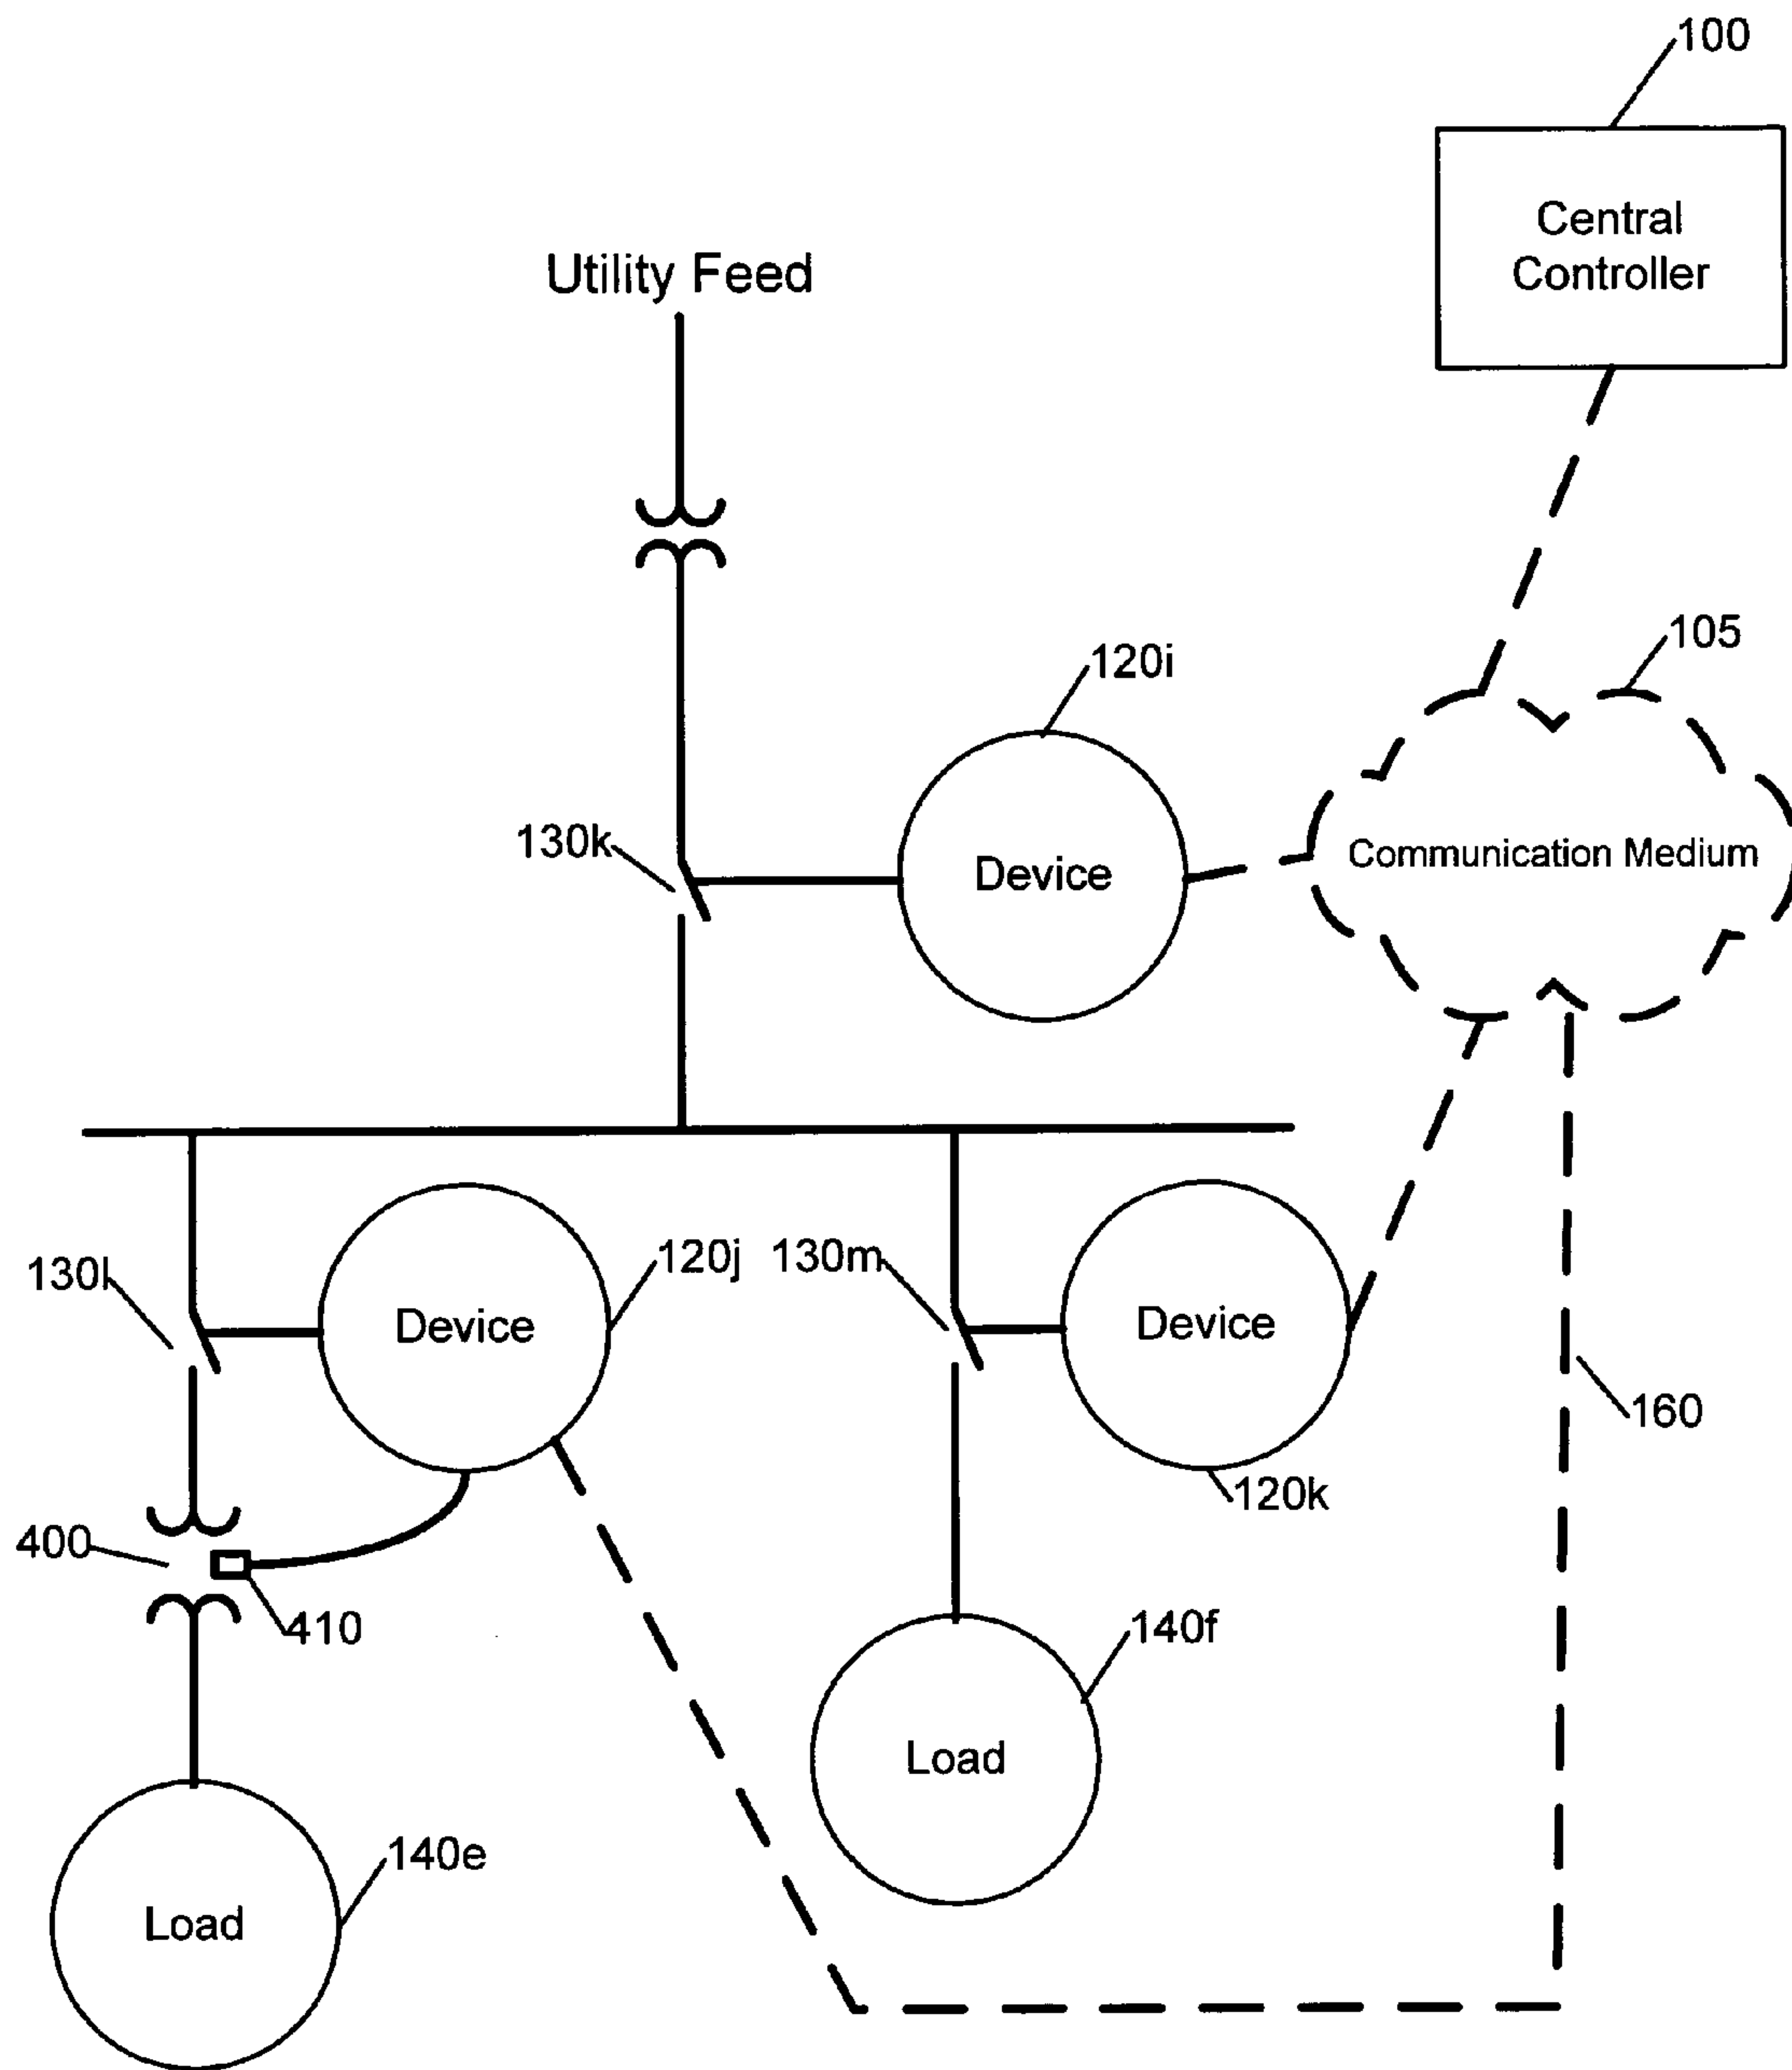 100
Central
Controller
Utility Feed
105
120i
130k
Device
Communication Medium
130l
120j
130m
Device
Device
160
120k
400
410
140f
Load
140e
Load